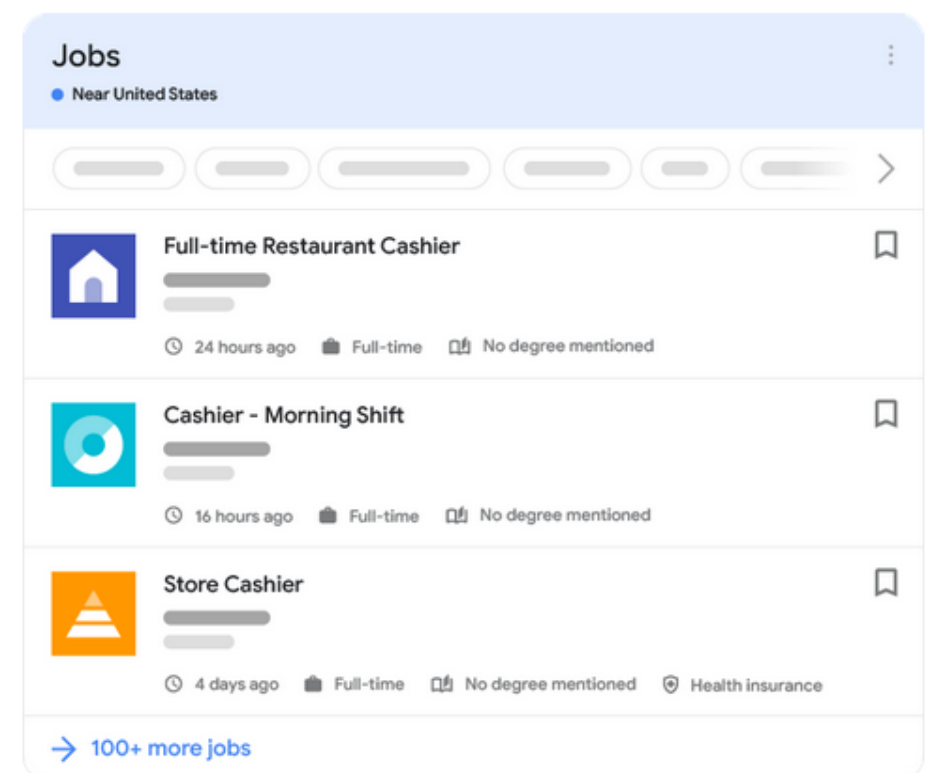 Jobs
Near United States
Full-time Restaurant Cashier
24 hours ago Full-time No degree mentioned
Cashier - Morning Shift
16 hours ago Full-time No degree mentioned
Store Cashier
4 days ago Full-time No degree mentioned Health insurance
100+ more jobs